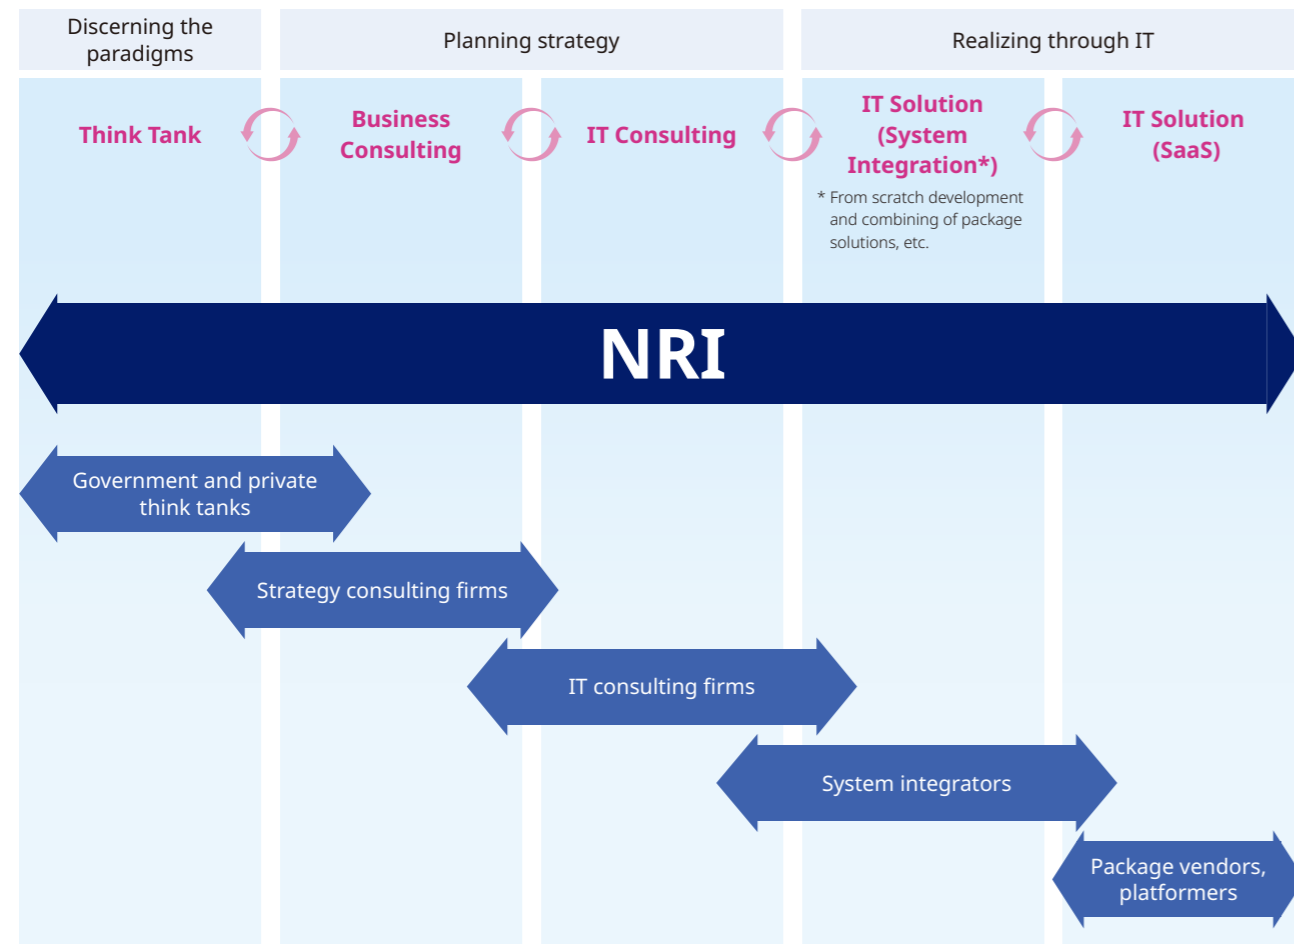 Discerning the
paradigms
Planning strategy
Realizing through IT
Think Tank
Business
Consulting
IT Consulting
IT Solution
(System
Integration*)
* From scratch development
and combining of package
solutions, etc.
IT Solution
(SaaS)
NRI
Government and private
think tanks
Strategy consulting firms
IT consulting firms
System integrators
Package vendors,
platformers